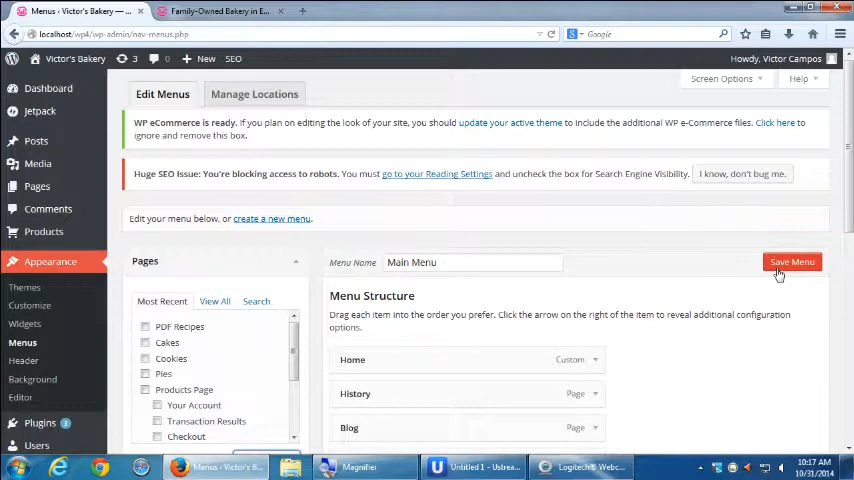 Menus ‹ Victor's Bakery — ...
Family-Owned Bakery in E...
localhost/wp4/wp-admin/nav-menus.php
Google
Victor's Bakery
3
New
SEO
Howdy, Victor Campos
Dashboard
Jetpack
Posts
Media
Pages
Comments
Products
Appearance
Themes
Customize
Widgets
Menus
Header
Background
Editor
Plugins 3
Users
Screen Options
Help
Edit Menus
Manage Locations
WP eCommerce is ready. If you plan on editing the look of your site, you should update your active theme to include the additional WP e-Commerce files. Click here to
ignore and remove this box.
Huge SEO Issue: You're blocking access to robots. You must go to your Reading Settings and uncheck the box for Search Engine Visibility.
I know, don't bug me.
Edit your menu below, or create a new menu.
Pages
Most Recent
View All
Search
PDF Recipes
Cakes
Cookies
Pies
Products Page
Your Account
Transaction Results
Checkout
Menu Name
Main Menu
Save Menu
Menu Structure
Drag each item into the order you prefer. Click the arrow on the right of the item to reveal additional configuration
options.
Home
Custom
History
Page
Blog
Page
Menus ‹ Victor's B...
Magnifier
Untitled 1 - Ustrea...
Logitech® Webc...
10:17 AM
10/31/2014